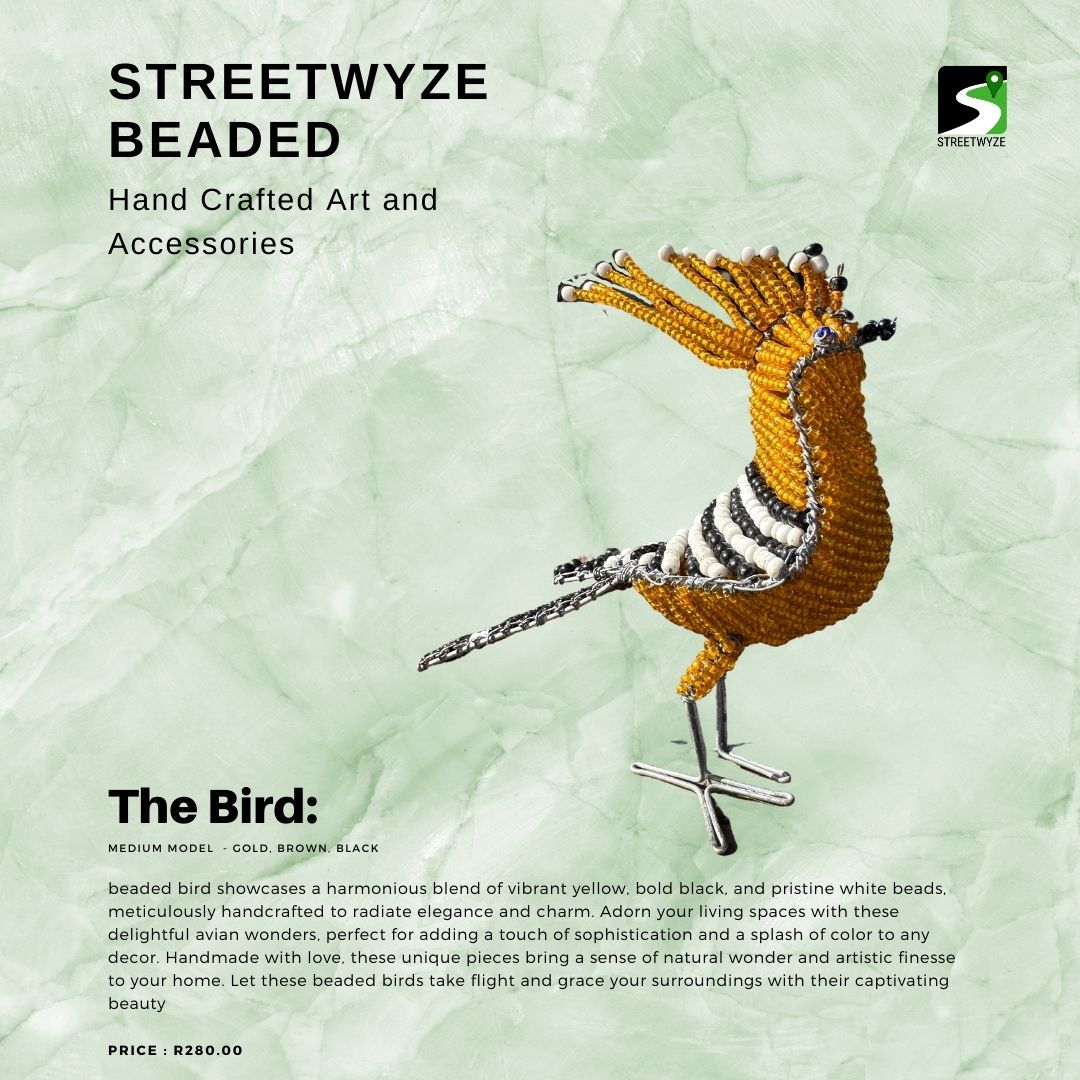 STREETWYZE
BEADED
Hand Crafted Art and
Accessories
STREETWYZE
The Bird:
MEDIUM MODEL - GOLD, BROWN, BLACK
beaded bird showcases a harmonious blend of vibrant yellow, bold black, and pristine white beads,
meticulously handcrafted to radiate elegance and charm. Adorn your living spaces with these
delightful avian wonders, perfect for adding a touch of sophistication and a splash of color to any
decor. Handmade with love, these unique pieces bring a sense of natural wonder and artistic finesse
to your home. Let these beaded birds take flight and grace your surroundings with their captivating
beauty
PRICE : R280.00